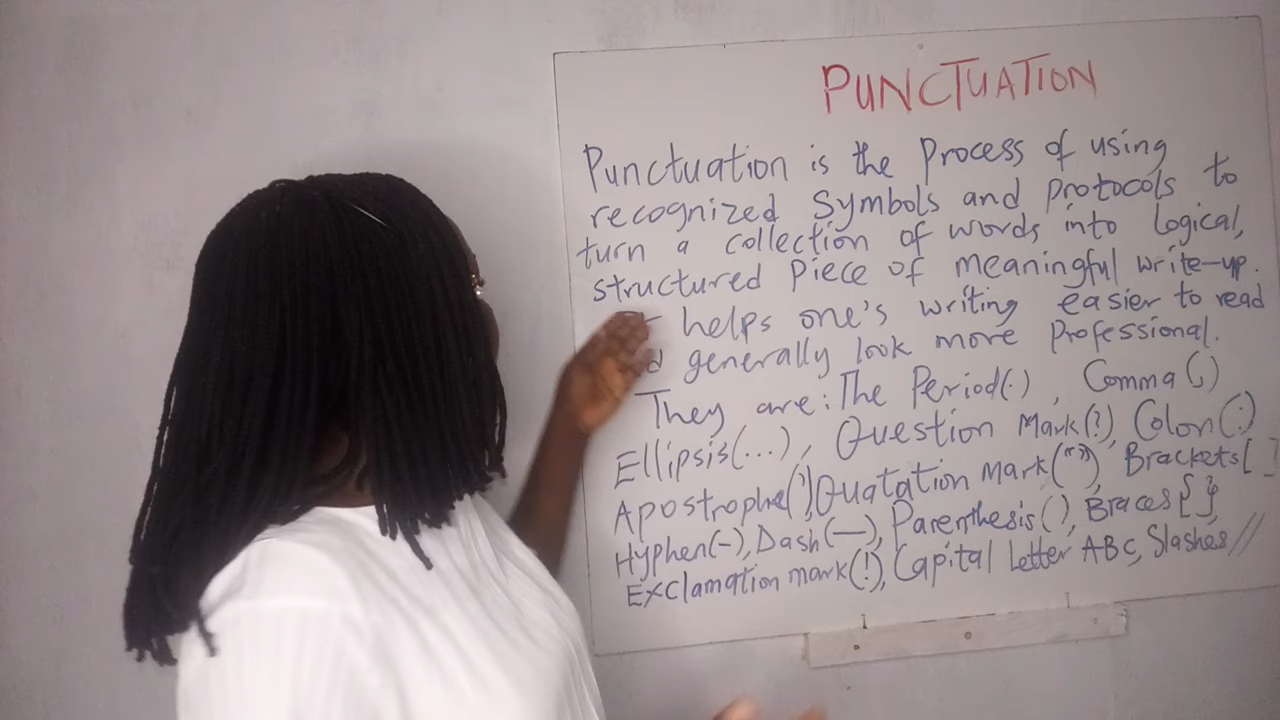 PUNCTUATION
Punctuation is the Process of using
recognized Symbols and protocols to
turn a collection of words into Logical,
structured Piece of meaningful write-up.
helps one's writing easier to read
generally look more Professional.
They are: The Period(.), Comma(,)
Ellipsis(...), Question Mark(?), Colon(:)
Apostrophe('), Quatation mark(“”), Brackets[ ]
Hyphen(-), Dash(—), Parenthesis( ), Braces{ },
Exclamation mark(!), Capital Letter ABC, Slashes//